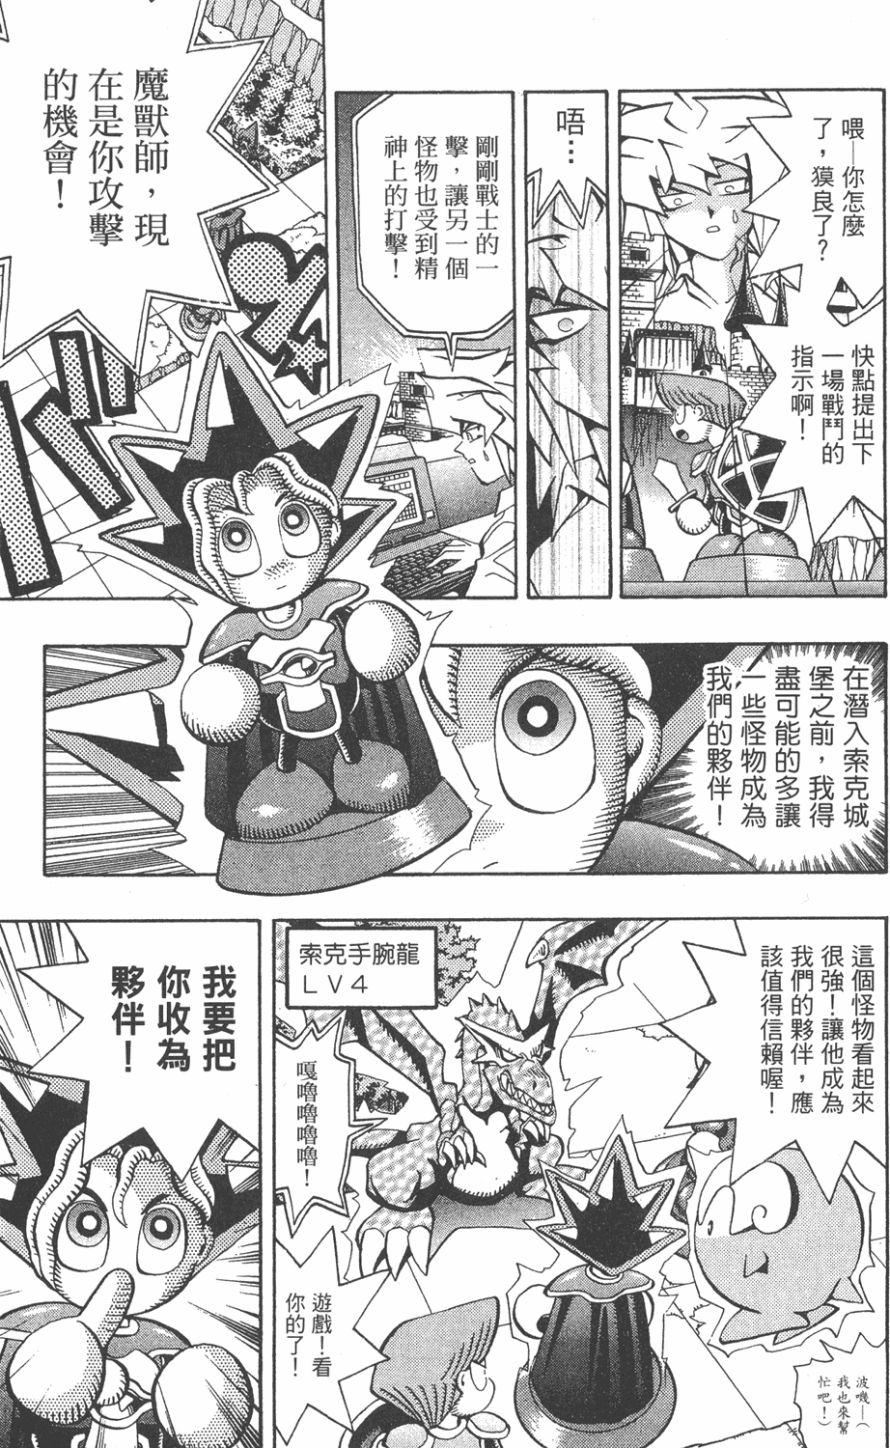 喂—你怎麼
了，獏良了？
快點提出下
一場戰鬥的
指示啊！
唔…
剛剛戰士的一
擊，讓另一個
怪物也受到精
神上的打擊！
魔獸師，現
在是你攻擊
的機會！
ドン
在潛入索克城
堡之前，我得
盡可能的多讓
一些怪物成為
我們的夥伴！
這個怪物看起來
很強！讓他成為
我們的夥伴，應
該值得信賴喔！
索克手腕龍
ＬＶ４
嘎嚕嚕嚕嚕！
波嘰—（
我也來幫
忙吧！）
遊戲！看
你的了！
我要把
你收為
夥伴！